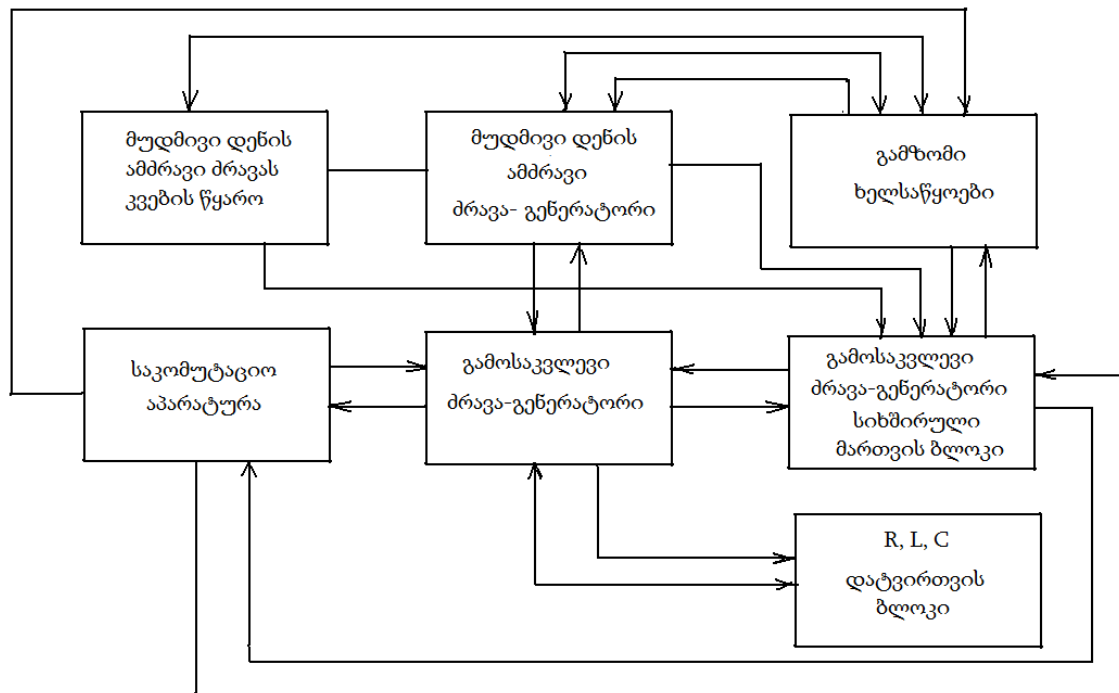 მუდმივი დენის
ამძრავი ძრავას
კვების წყარო
მუდმივი დენის
ამძრავი
ძრავა- გენერატორი
გამზომი
ხელსაწყოები
საკომუტაციო
აპარატურა
გამოსაკვლევი
ძრავა-გენერატორი
გამოსაკვლევი
ძრავა-გენერატორი
სიხშირული
მართვის ბლოკი
R, L, C
დატვირთვის
ბლოკი